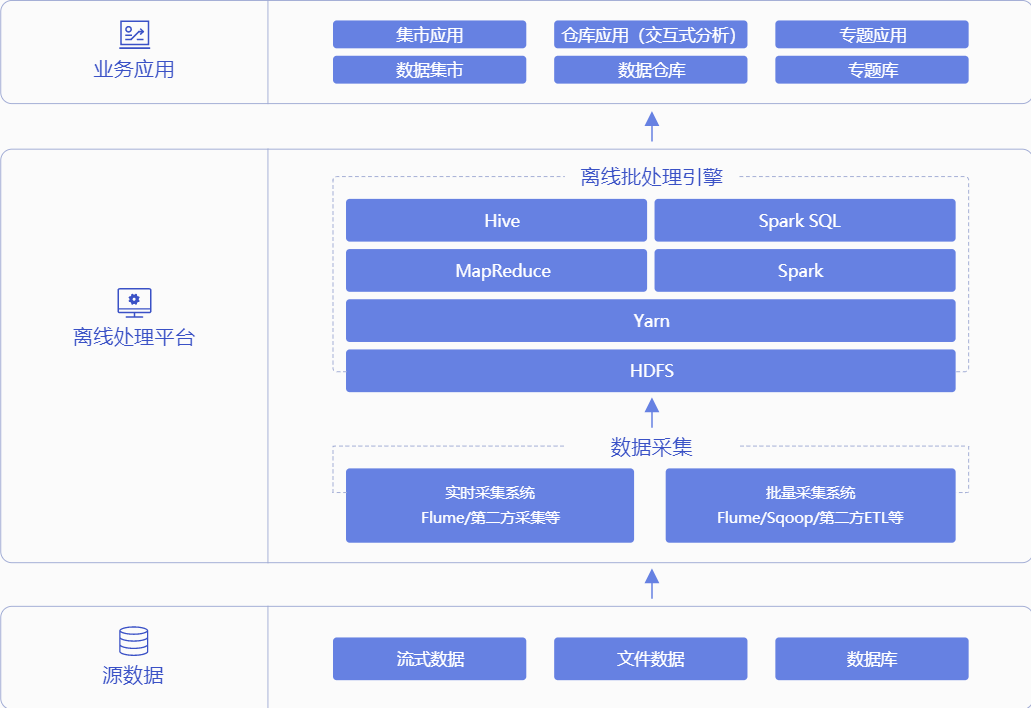 业务应用
集市应用
仓库应用（交互式分析）
专题应用
数据集市
数据仓库
专题库
离线处理平台
离线批处理引擎
Hive
Spark SQL
MapReduce
Spark
Yarn
HDFS
数据采集
实时采集系统
Flume/第二方采集等
批量采集系统
Flume/Sqoop/第二方ETL等
源数据
流式数据
文件数据
数据库